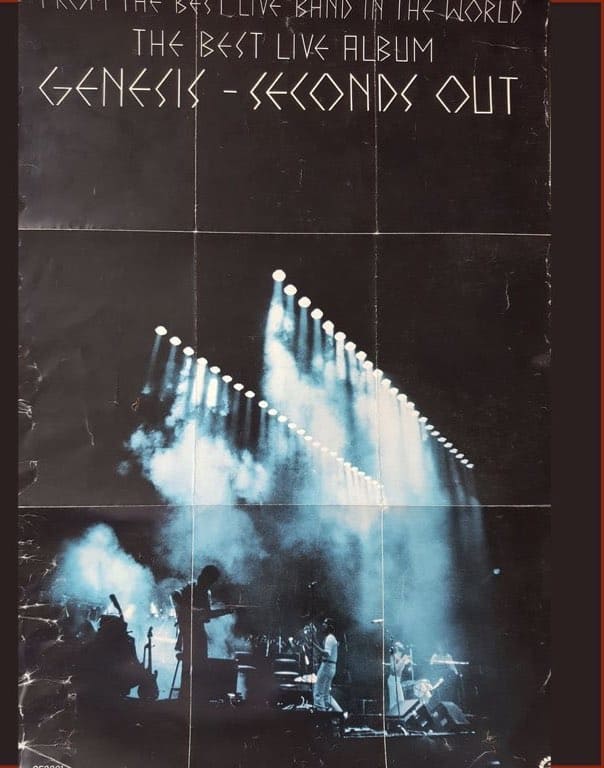 FROM THE BEST LIVE BAND IN THE WORLD
THE BEST LIVE ALBUM
GENESIS – SECONDS OUT